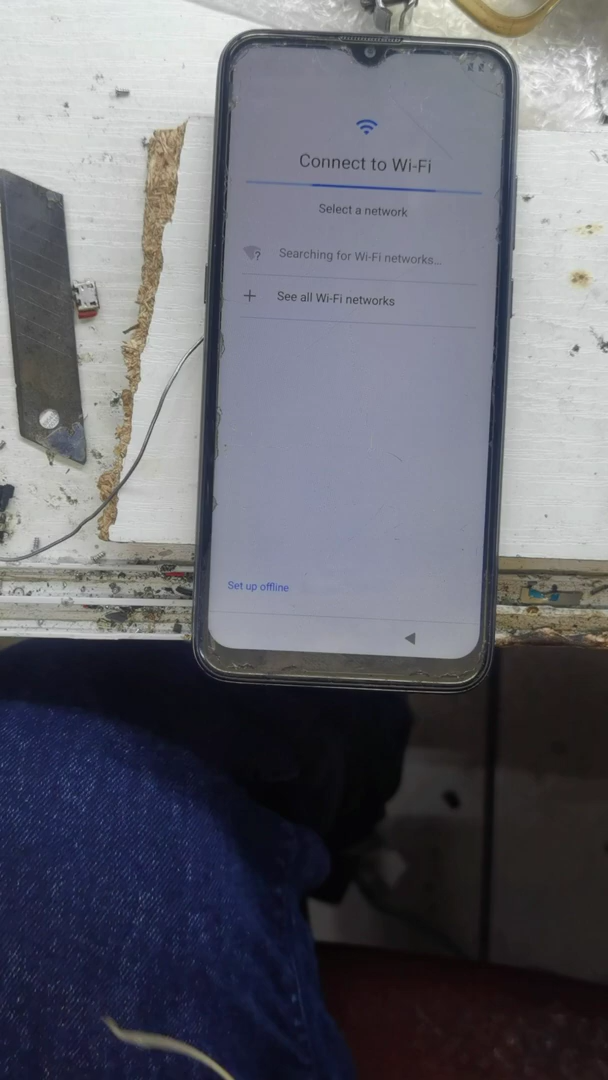 Connect to Wi-Fi
Select a network
Searching for Wi-Fi networks...
See all Wi-Fi networks
Set up offline